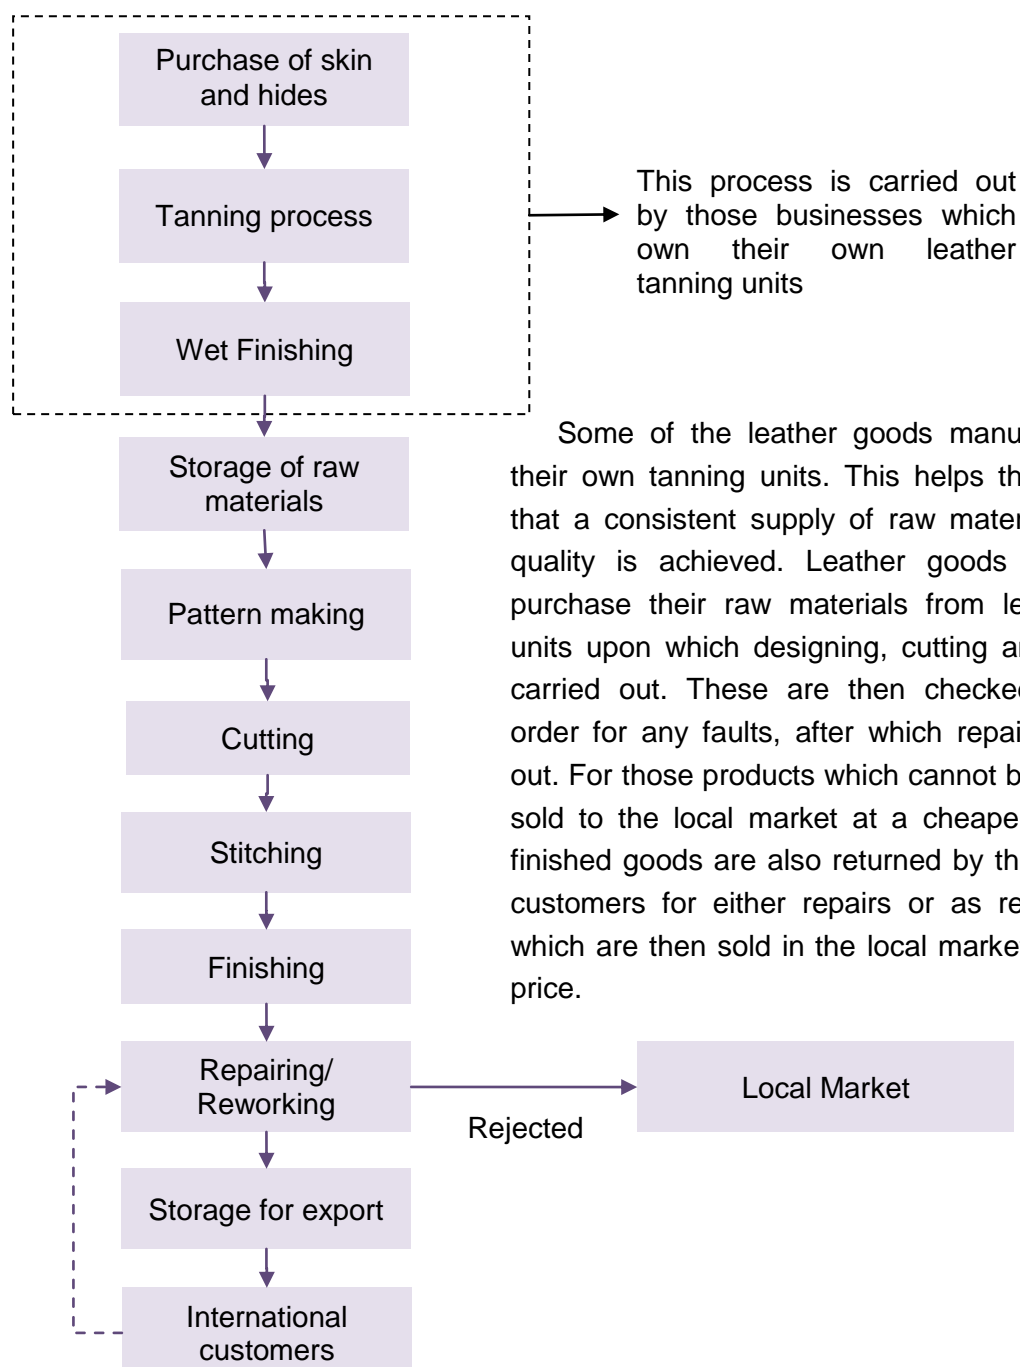 Purchase of skin
and hides
Tanning process
This process is carried out
by those businesses which
own their own leather
tanning units
Wet Finishing
Some of the leather goods manu
their own tanning units. This helps th
that a consistent supply of raw mater
quality is achieved. Leather goods
purchase their raw materials from le
units upon which designing, cutting a
carried out. These are then checke
order for any faults, after which repai
out. For those products which cannot b
sold to the local market at a cheape
finished goods are also returned by th
customers for either repairs or as re
which are then sold in the local marke
price.
Storage of raw
materials
Pattern making
Cutting
Stitching
Finishing
Repairing/
Reworking
Rejected
Local Market
Storage for export
International
customers